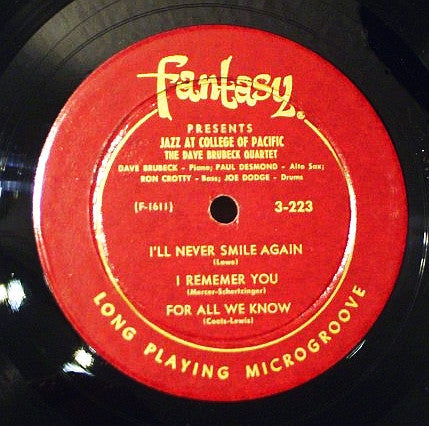 Fantasy®
PRESENTS
JAZZ AT COLLEGE OF PACIFIC
THE DAVE BRUBECK QUARTET
DAVE BRUBECK - Piano; PAUL DESMOND - Alto Sax;
RON CROTTY - Bass; JOE DODGE - Drums
(F-1611) 3-223
I'LL NEVER SMILE AGAIN
(Lowe)
I REMEMER YOU
(Mercer-Schertzinger)
FOR ALL WE KNOW
(Coots-Lewis)
LONG PLAYING MICROGROOVE